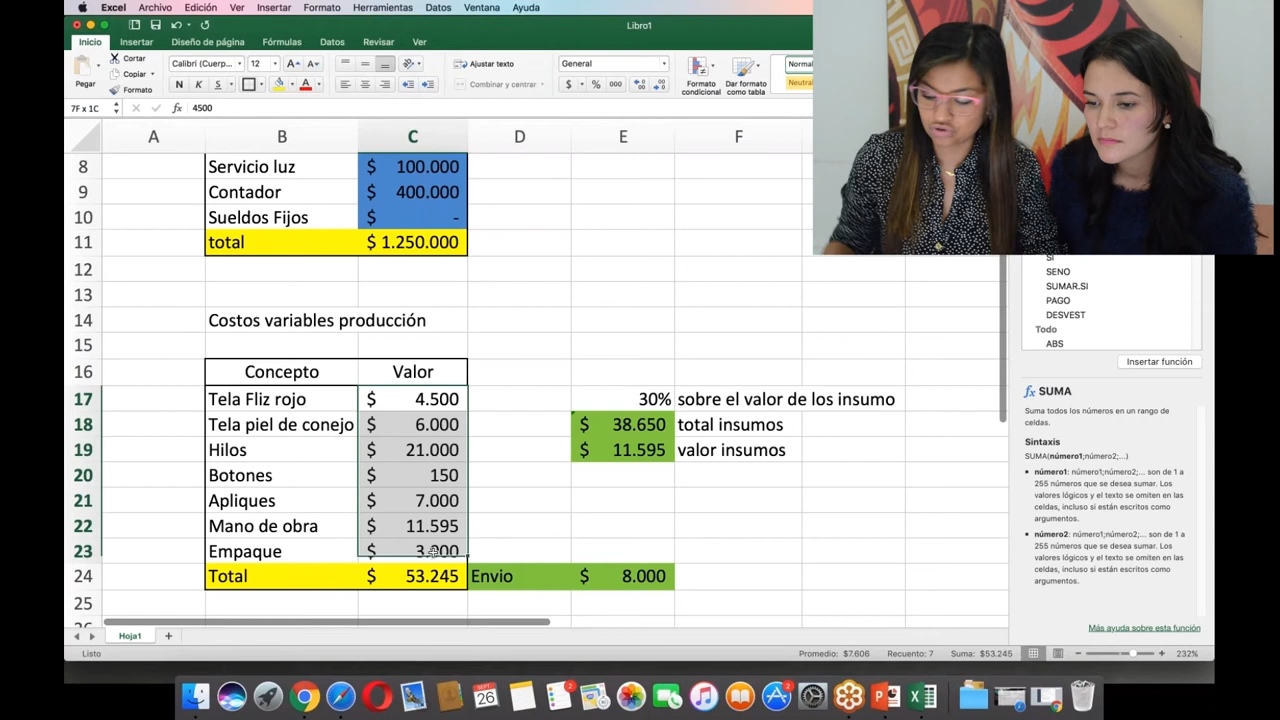 Excel Archivo Edición Ver Insertar Formato Herramientas Datos Ventana Ayuda
Libro1
Inicio Insertar Diseño de página Fórmulas Datos Revisar Ver
Pegar
Cortar
Copiar
Formato
Calibri (Cuerp... 12 A A
N K S A
Ajustar texto
Combinar y centrar
General
$ % 000
Formato condicional
Dar formato como tabla
Normal
Neutral
7F x 1C fx 4500
A B C D E F
8 Servicio luz $ 100.000
9 Contador $ 400.000
10 Sueldos Fijos $ -
11 total $ 1.250.000
12
13
14 Costos variables producción
15
16 Concepto Valor
17 Tela Fliz rojo $ 4.500 30% sobre el valor de los insumo
18 Tela piel de conejo $ 6.000 $ 38.650 total insumos
19 Hilos $ 21.000 $ 11.595 valor insumos
20 Botones $ 150
21 Apliques $ 7.000
22 Mano de obra $ 11.595
23 Empaque $
24 Total $ 53.245 Envio $ 8.000
25
SI
SENO
SUMAR.SI
PAGO
DESVEST
Todo
ABS
Insertar función
fx SUMA
Suma todos los números en un rango de
celdas.
Sintaxis
SUMA(número1;número2;...)
número1: número1;número2;... son de 1 a
255 números que se desea sumar. Los
valores lógicos y el texto se omiten en las
celdas, incluso si están escritos como
argumentos.
número2: número1;número2;... son de 1 a
255 números que se desea sumar. Los
valores lógicos y el texto se omiten en las
celdas, incluso si están escritos como
argumentos.
Más ayuda sobre esta función
Hoja1 +
Listo Promedio: $7.606 Recuento: 7 Suma: $53.245 232%
SEPT
26
2
2